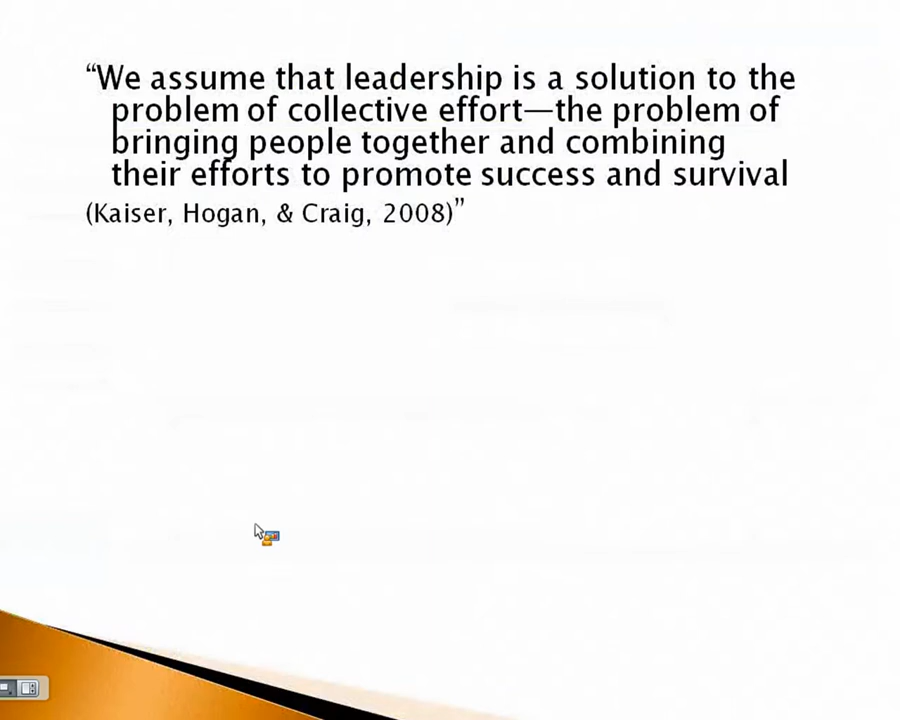 “We assume that leadership is a solution to the
problem of collective effort—the problem of
bringing people together and combining
their efforts to promote success and survival
(Kaiser, Hogan, & Craig, 2008)”